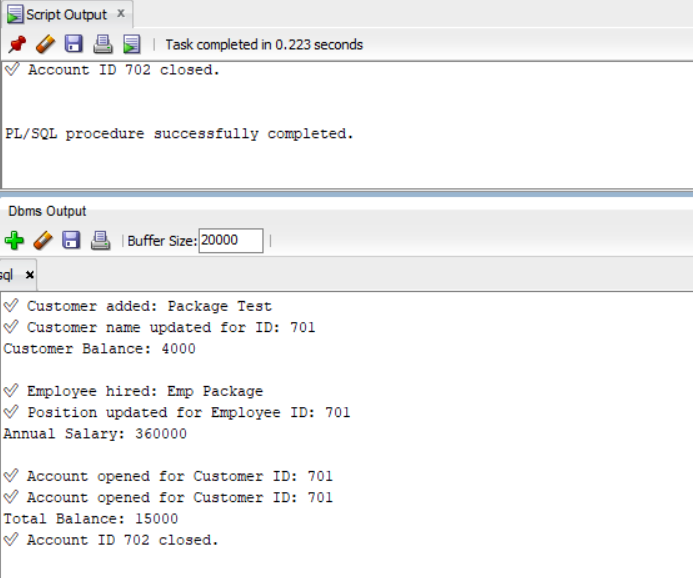 Script Output x
Task completed in 0.223 seconds
✓ Account ID 702 closed.
PL/SQL procedure successfully completed.
Dbms Output
Buffer Size: 20000
sql x
✓ Customer added: Package Test
✓ Customer name updated for ID: 701
Customer Balance: 4000
✓ Employee hired: Emp Package
✓ Position updated for Employee ID: 701
Annual Salary: 360000
✓ Account opened for Customer ID: 701
✓ Account opened for Customer ID: 701
Total Balance: 15000
✓ Account ID 702 closed.